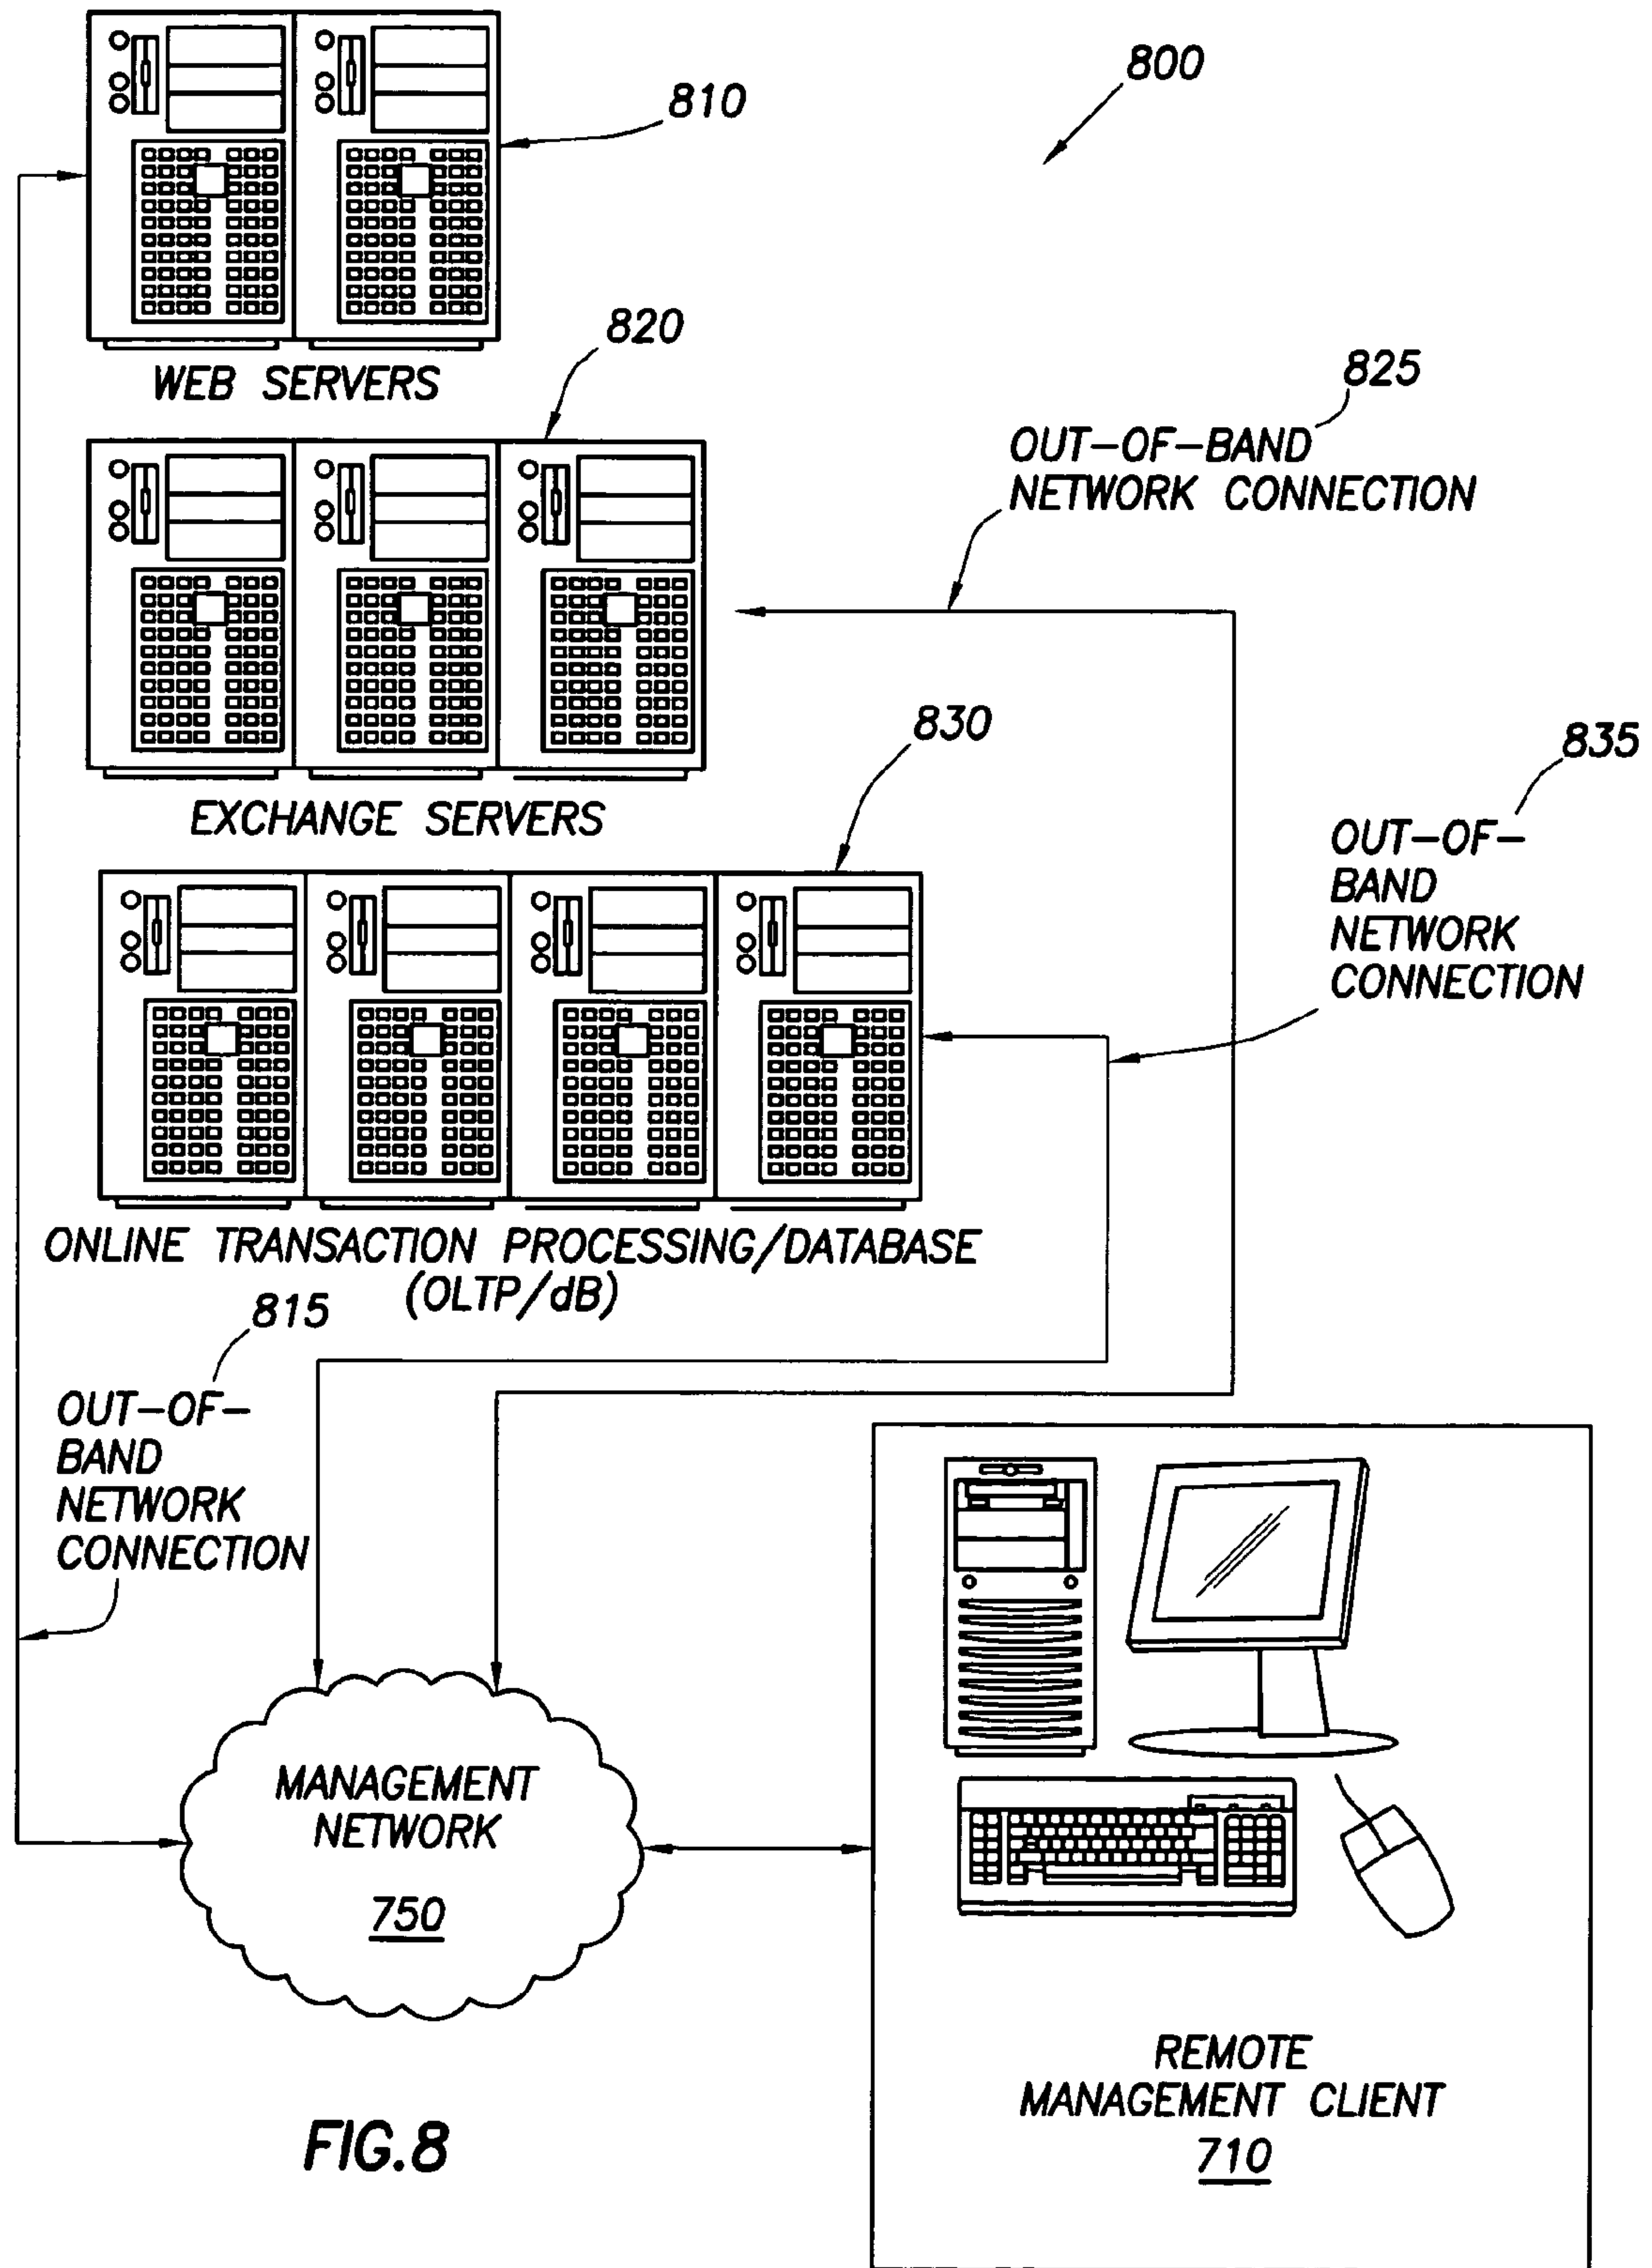 800
810
WEB SERVERS
820
825
OUT-OF-BAND
NETWORK CONNECTION
EXCHANGE SERVERS
830
835
OUT-OF-
BAND
NETWORK
CONNECTION
ONLINE TRANSACTION PROCESSING/DATABASE
(OLTP/dB)
815
OUT-OF-
BAND
NETWORK
CONNECTION
MANAGEMENT
NETWORK
750
REMOTE
MANAGEMENT CLIENT
710
FIG.8